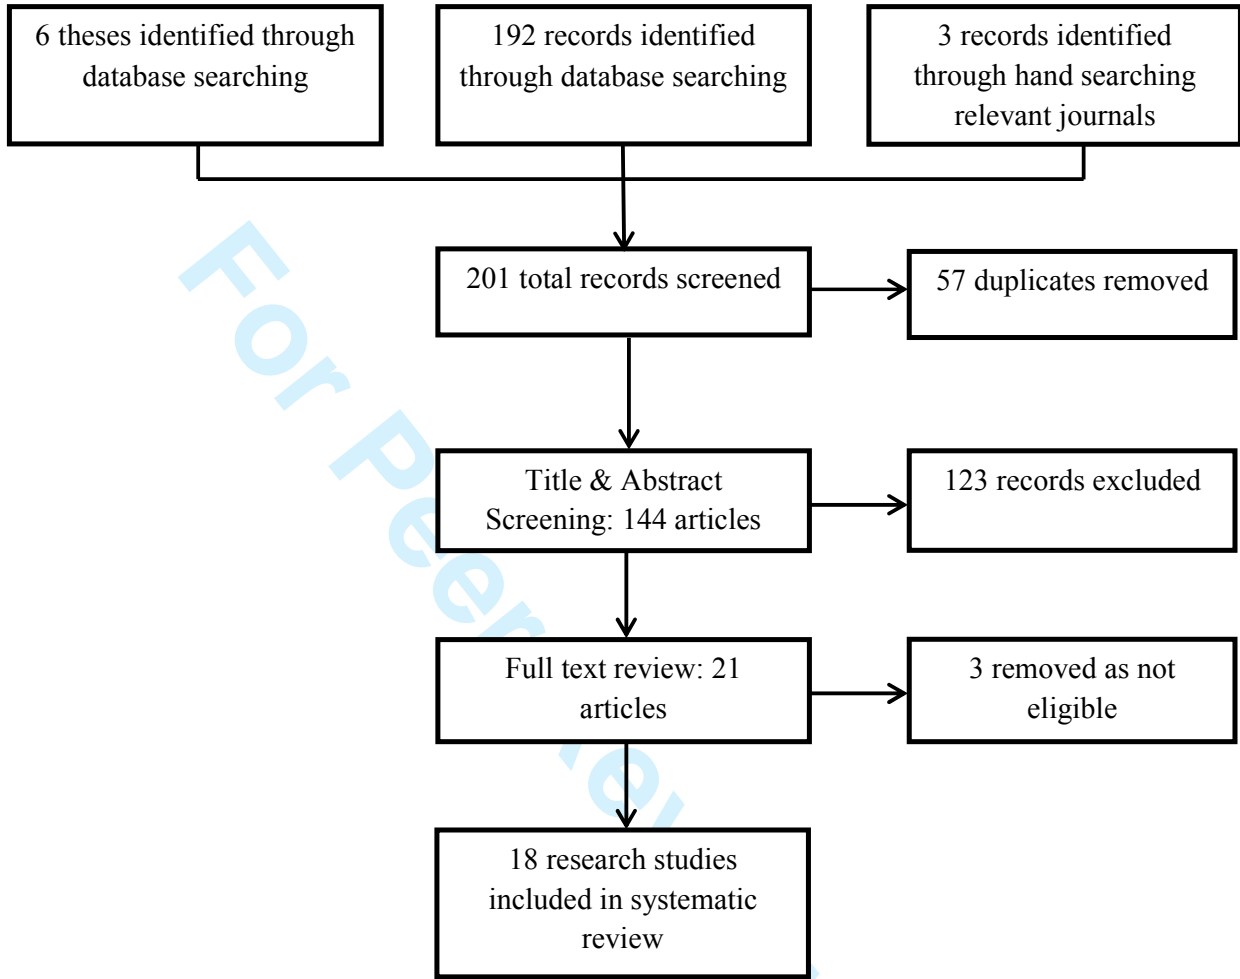 6 theses identified through
database searching
192 records identified
through database searching
3 records identified
through hand searching
relevant journals
201 total records screened
57 duplicates removed
Title & Abstract
Screening: 144 articles
123 records excluded
Full text review: 21
articles
3 removed as not
eligible
18 research studies
included in systematic
review
For Peer